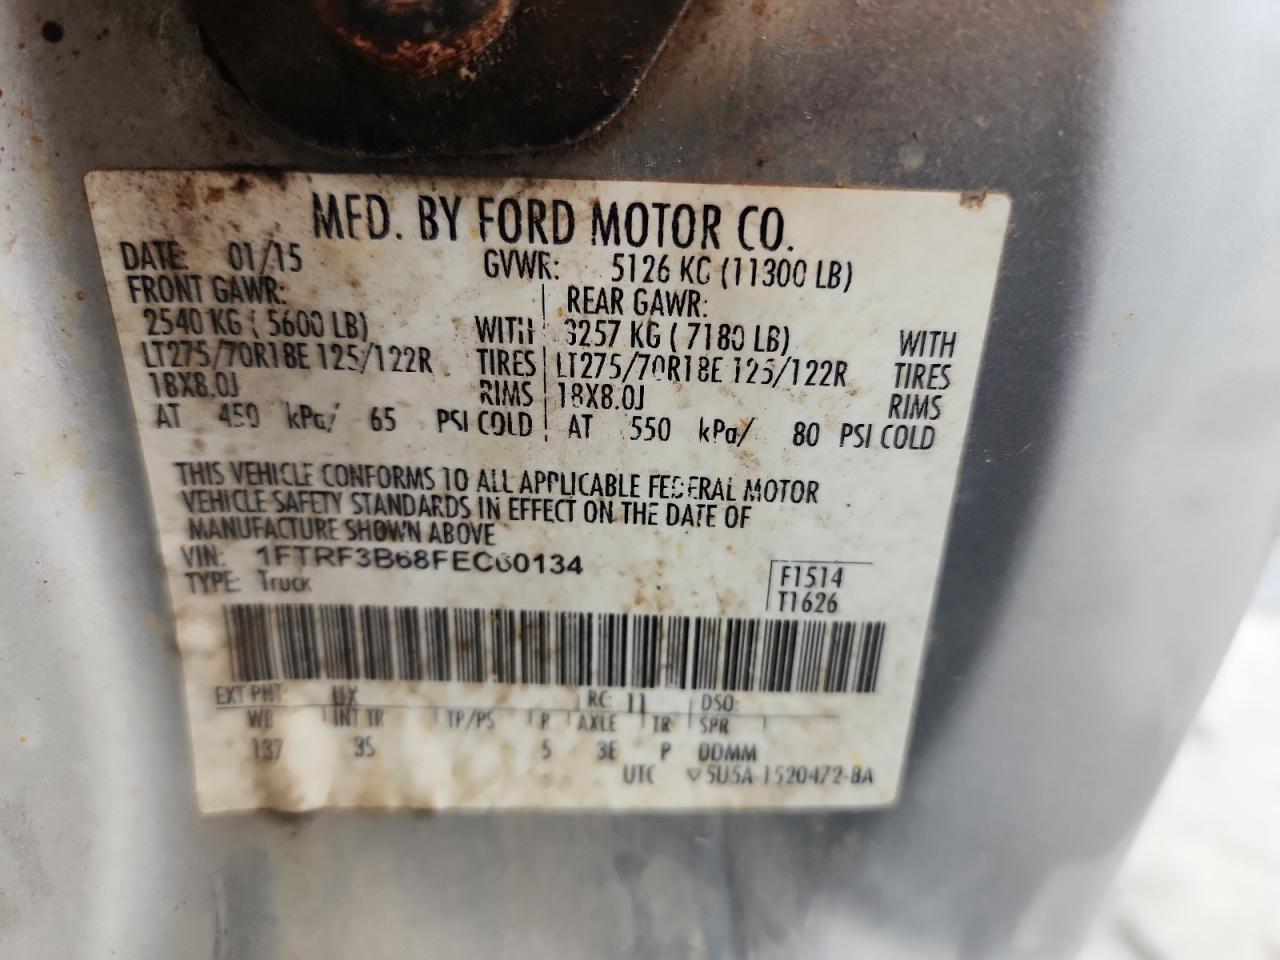 MFD. BY FORD MOTOR CO.
DATE: 01/15 GVWR: 5126 KG (11300 LB)
FRONT GAWR: REAR GAWR:
2540 KG ( 5600 LB) WITH 3257 KG ( 7180 LB) WITH
LT275/70R18E 125/122R TIRES LT275/70R18E 125/122R TIRES
18X8.0J RIMS 18X8.0J RIMS
AT 450 kPa/ 65 PSI COLD AT 550 kPa/ 80 PSI COLD
THIS VEHICLE CONFORMS TO ALL APPLICABLE FEDERAL MOTOR
VEHICLE SAFETY STANDARDS IN EFFECT ON THE DATE OF
MANUFACTURE SHOWN ABOVE
VIN: 1FTRF3B68FEC60134
TYPE: Truck
F1514
T1626
EXT PNT: UX RC: 11 DSO:
WB INT TR TP/PS R AXLE TR SPR
137 3S 5 3E P DDMM
UTC ▽5U5A-1520472-BA